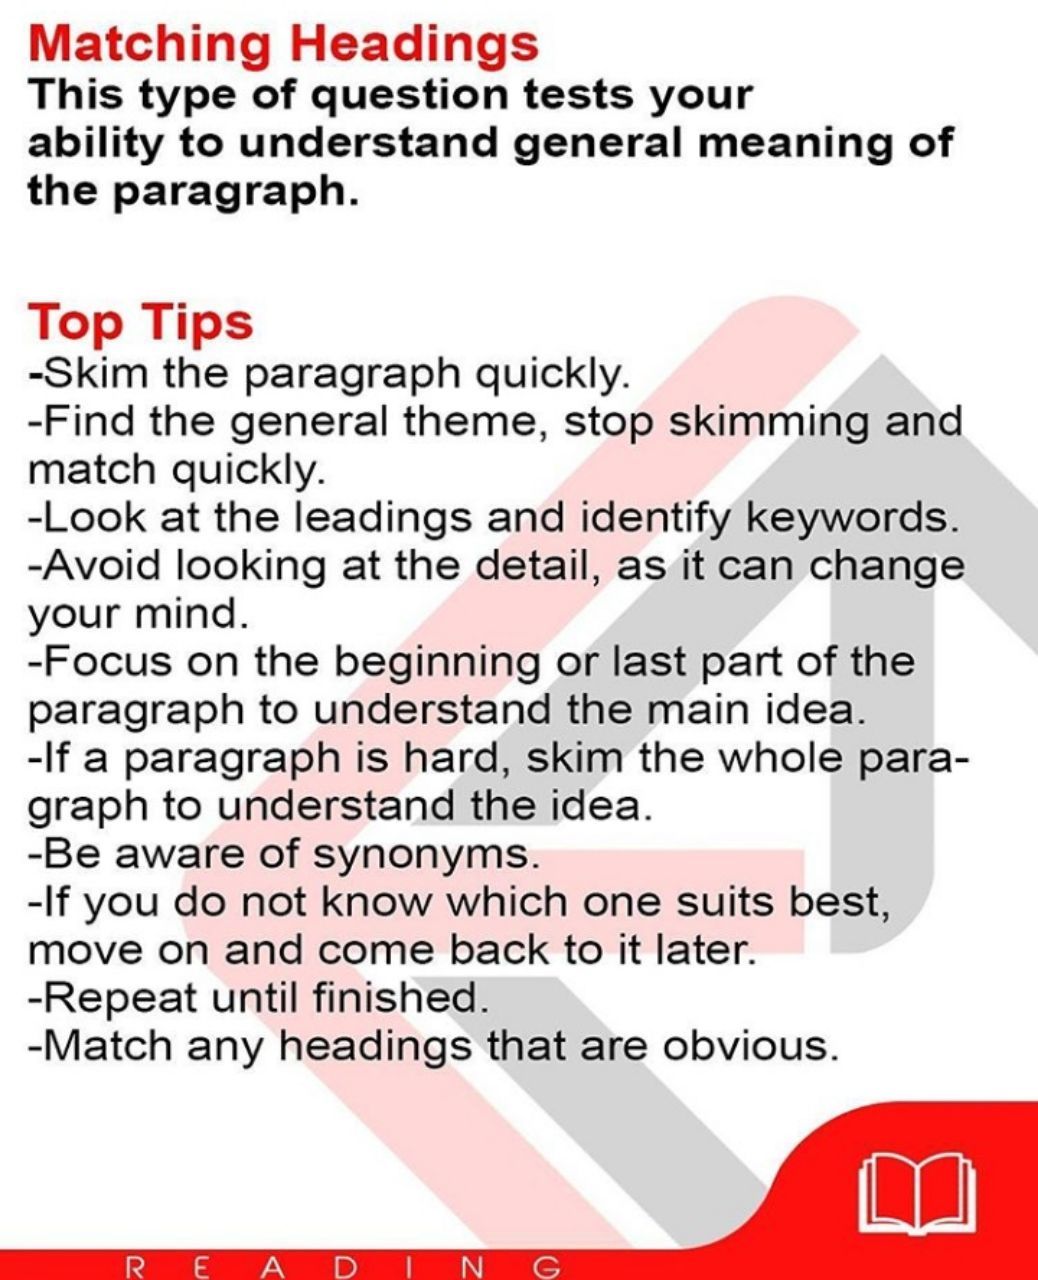 Matching Headings
This type of question tests your
ability to understand general meaning of
the paragraph.
Top Tips
-Skim the paragraph quickly.
-Find the general theme, stop skimming and
match quickly.
-Look at the leadings and identify keywords.
-Avoid looking at the detail, as it can change
your mind.
-Focus on the beginning or last part of the
paragraph to understand the main idea.
-If a paragraph is hard, skim the whole para-
graph to understand the idea.
-Be aware of synonyms.
-If you do not know which one suits best,
move on and come back to it later.
-Repeat until finished.
-Match any headings that are obvious.
READING